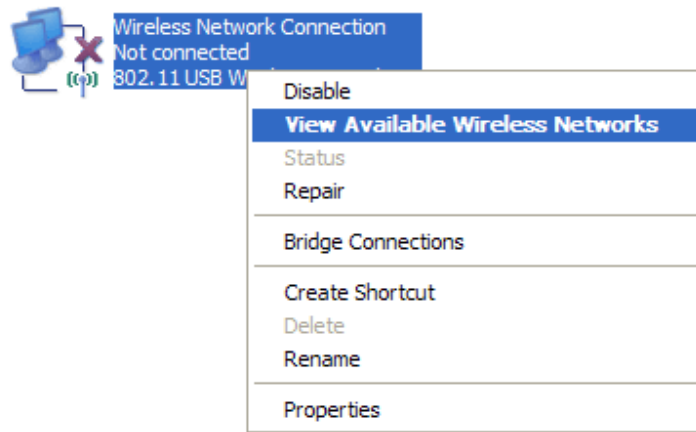 Wireless Network Connection
Not connected
802.11 USB
Disable
View Available Wireless Networks
Status
Repair
Bridge Connections
Create Shortcut
Delete
Rename
Properties